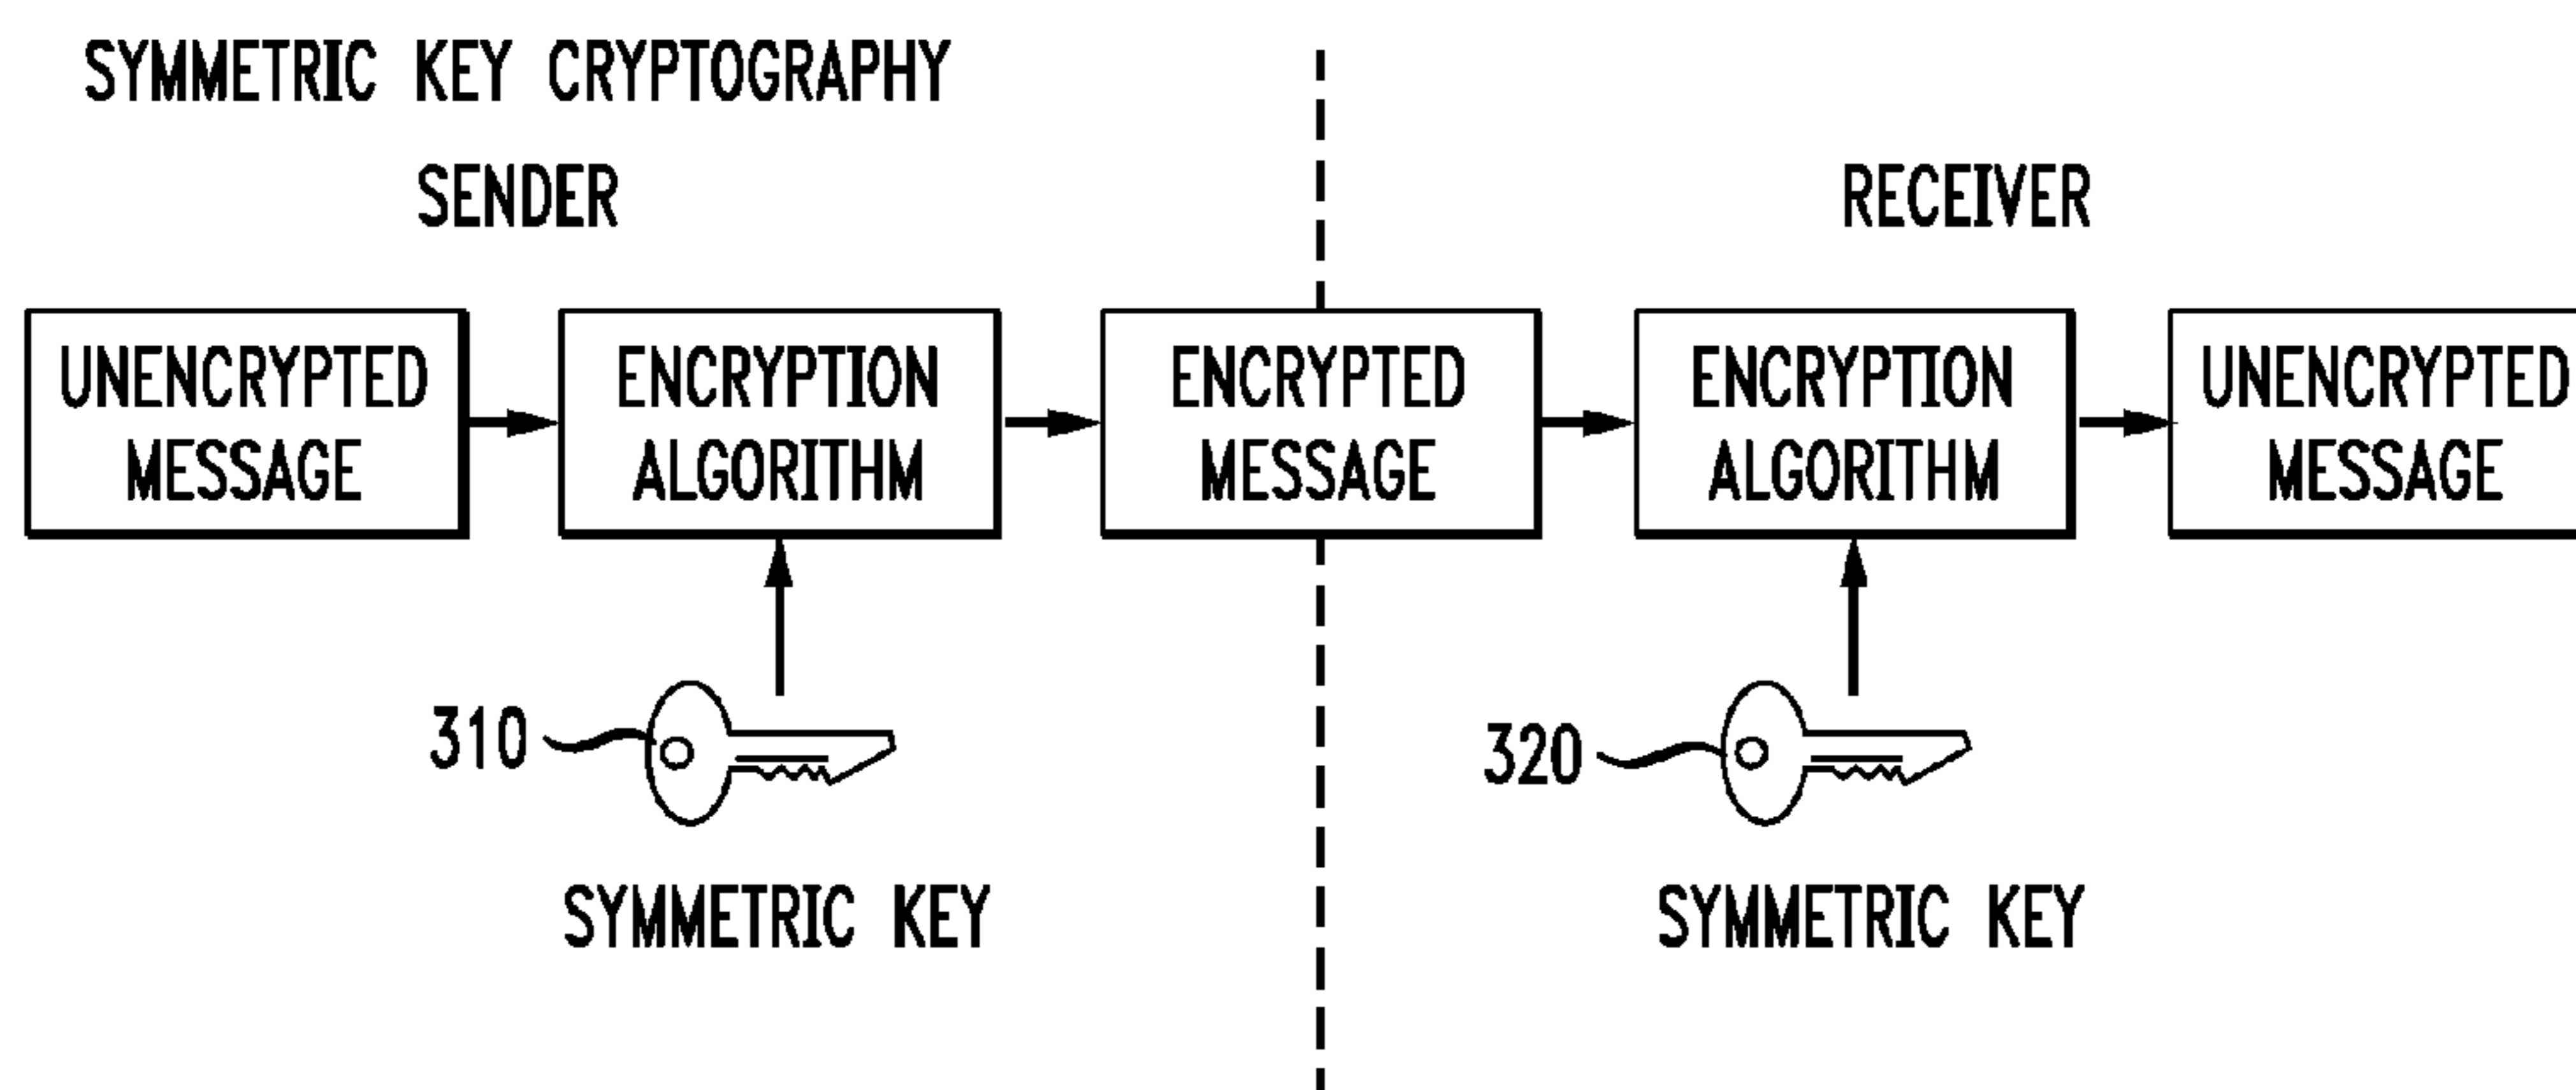 SYMMETRIC KEY CRYPTOGRAPHY
SENDER
RECEIVER
UNENCRYPTED
MESSAGE
ENCRYPTION
ALGORITHM
ENCRYPTED
MESSAGE
ENCRYPTION
ALGORITHM
UNENCRYPTED
MESSAGE
310
320
SYMMETRIC KEY
SYMMETRIC KEY